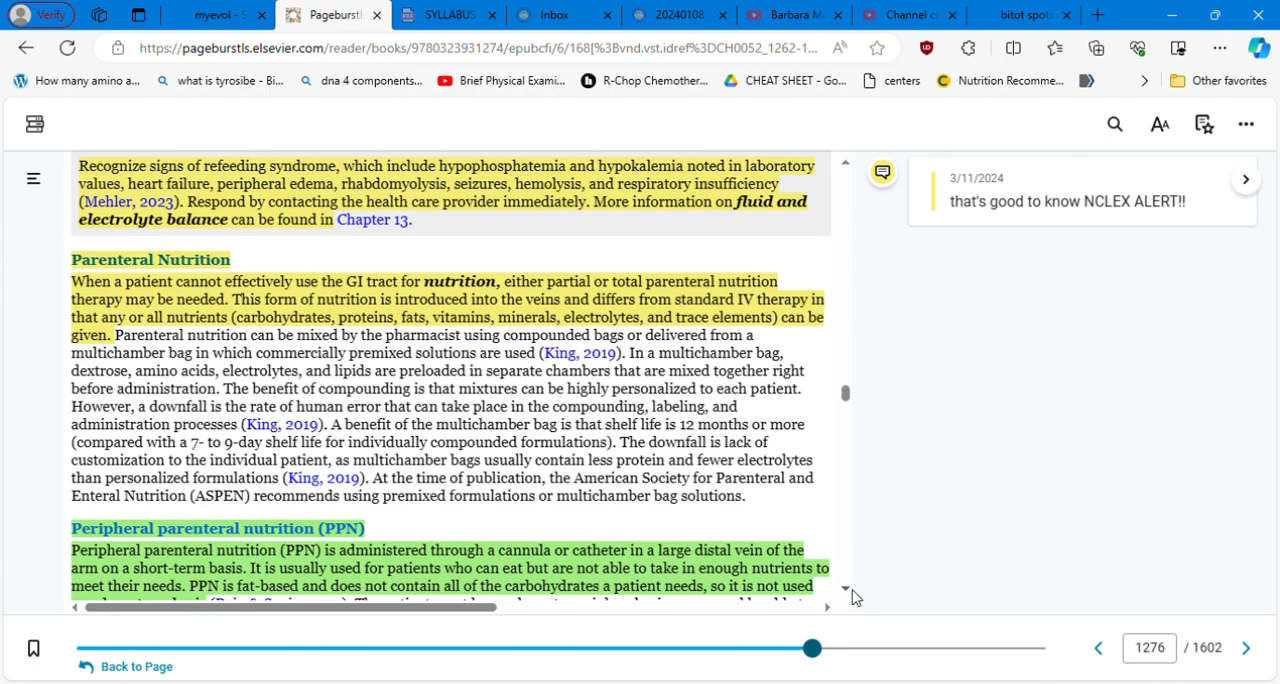 Verify
myevol - S
Pageburstl
SYLLABUS
Inbox
20240108
Barbara M
Channel c
bitot spots
https://pageburstls.elsevier.com/reader/books/9780323931274/epubcfi/6/168[%3Bvnd.vst.idref%3DCH0052_1262-1...
How many amino a...
what is tyrosibe - Bi...
dna 4 components...
Brief Physical Exami...
R-Chop Chemother...
CHEAT SHEET - Go...
centers
Nutrition Recomme...
Other favorites
Recognize signs of refeeding syndrome, which include hypophosphatemia and hypokalemia noted in laboratory
values, heart failure, peripheral edema, rhabdomyolysis, seizures, hemolysis, and respiratory insufficiency
(Mehler, 2023). Respond by contacting the health care provider immediately. More information on fluid and
electrolyte balance can be found in Chapter 13.
3/11/2024
that's good to know NCLEX ALERT!!
Parenteral Nutrition
When a patient cannot effectively use the GI tract for nutrition, either partial or total parenteral nutrition
therapy may be needed. This form of nutrition is introduced into the veins and differs from standard IV therapy in
that any or all nutrients (carbohydrates, proteins, fats, vitamins, minerals, electrolytes, and trace elements) can be
given. Parenteral nutrition can be mixed by the pharmacist using compounded bags or delivered from a
multichamber bag in which commercially premixed solutions are used (King, 2019). In a multichamber bag,
dextrose, amino acids, electrolytes, and lipids are preloaded in separate chambers that are mixed together right
before administration. The benefit of compounding is that mixtures can be highly personalized to each patient.
However, a downfall is the rate of human error that can take place in the compounding, labeling, and
administration processes (King, 2019). A benefit of the multichamber bag is that shelf life is 12 months or more
(compared with a 7- to 9-day shelf life for individually compounded formulations). The downfall is lack of
customization to the individual patient, as multichamber bags usually contain less protein and fewer electrolytes
than personalized formulations (King, 2019). At the time of publication, the American Society for Parenteral and
Enteral Nutrition (ASPEN) recommends using premixed formulations or multichamber bag solutions.
Peripheral parenteral nutrition (PPN)
Peripheral parenteral nutrition (PPN) is administered through a cannula or catheter in a large distal vein of the
arm on a short-term basis. It is usually used for patients who can eat but are not able to take in enough nutrients to
meet their needs. PPN is fat-based and does not contain all of the carbohydrates a patient needs, so it is not used
Back to Page
1276 / 1602